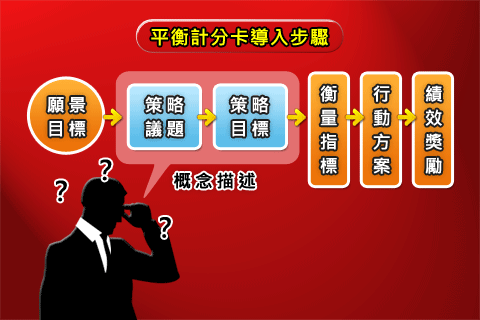 平衡計分卡導入步驟
願景
目標
策略
議題
策略
目標
衡量指標
行動方案
績效獎勵
概念描述
?
?
?